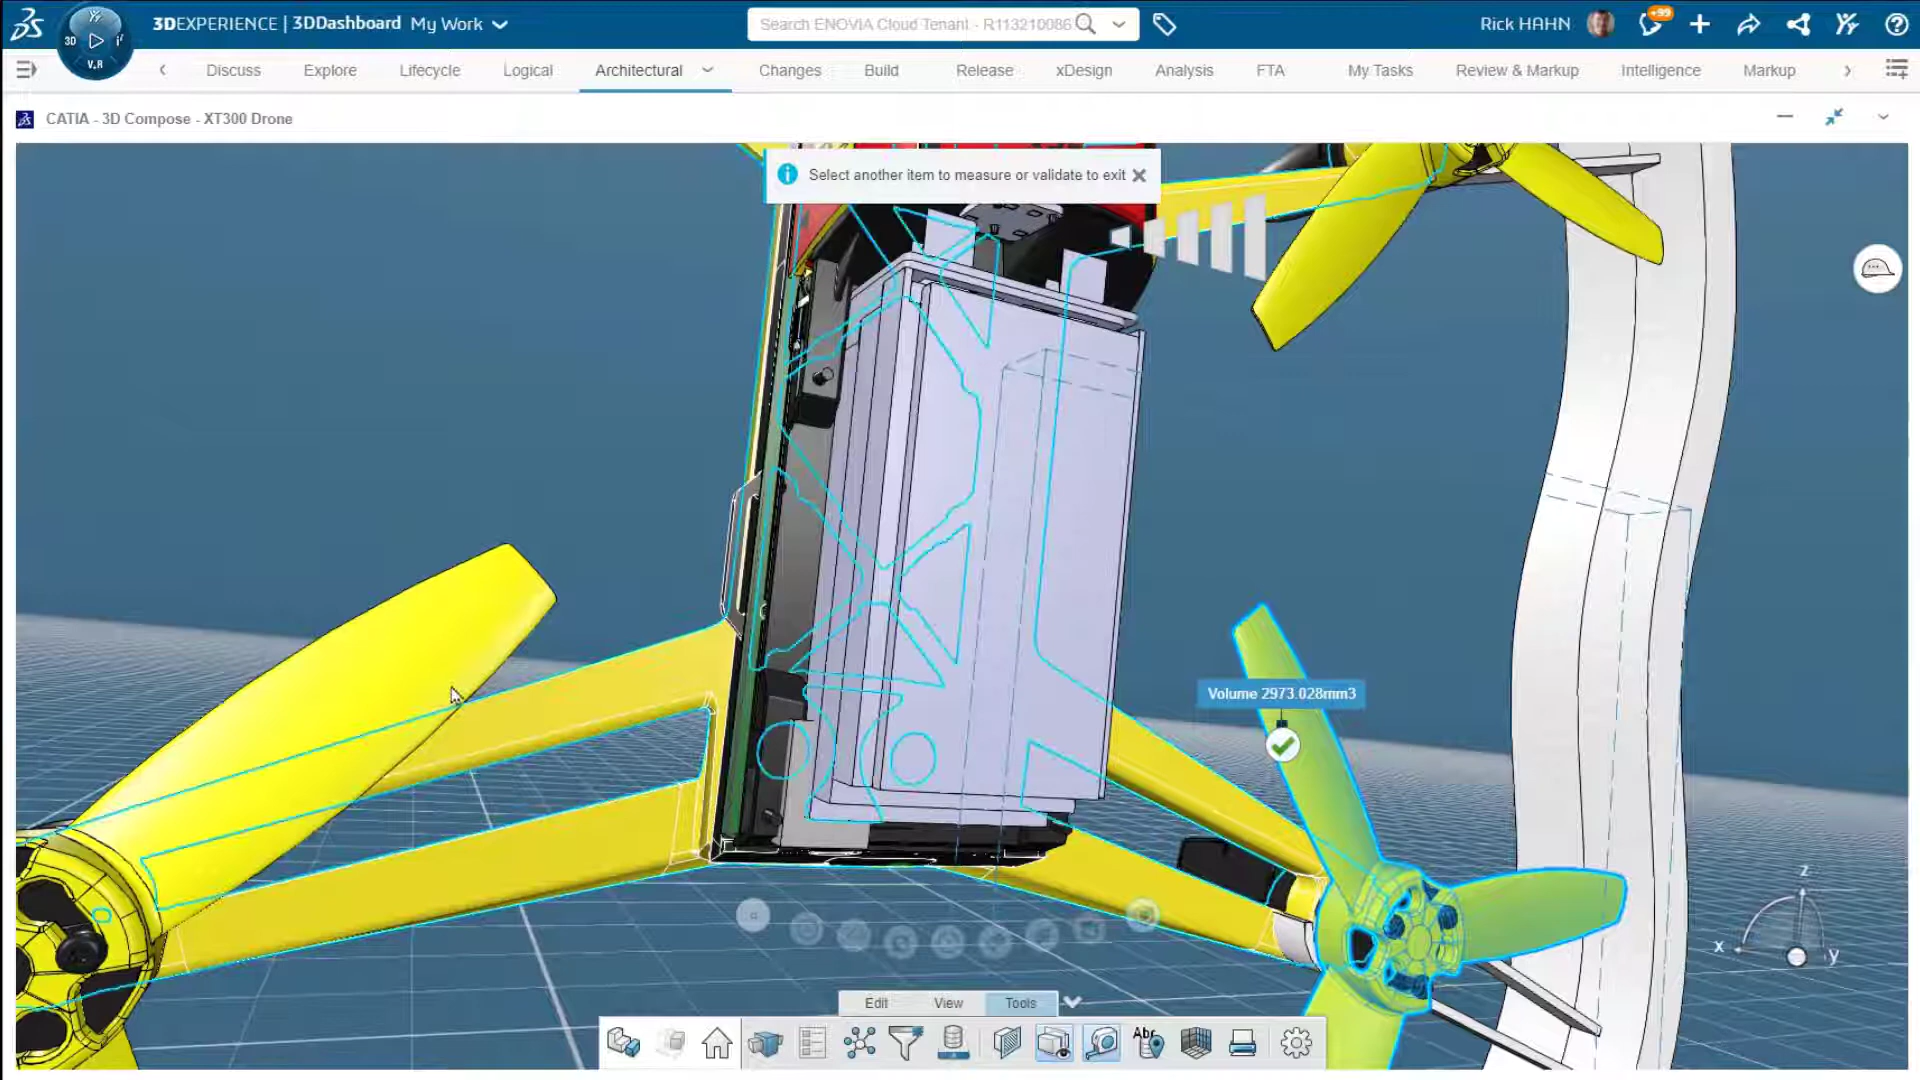 3DEXPERIENCE | 3DDashboard My Work
Search ENOVIA Cloud Tenant - R113210086
Rick HAHN
+99
3D
V.R
Discuss
Explore
Lifecycle
Logical
Architectural
Changes
Build
Release
xDesign
Analysis
FTA
My Tasks
Review & Markup
Intelligence
Markup
CATIA - 3D Compose - XT300 Drone
Select another item to measure or validate to exit
Volume 2973.028mm3
z
x
y
Edit
View
Tools
Abc